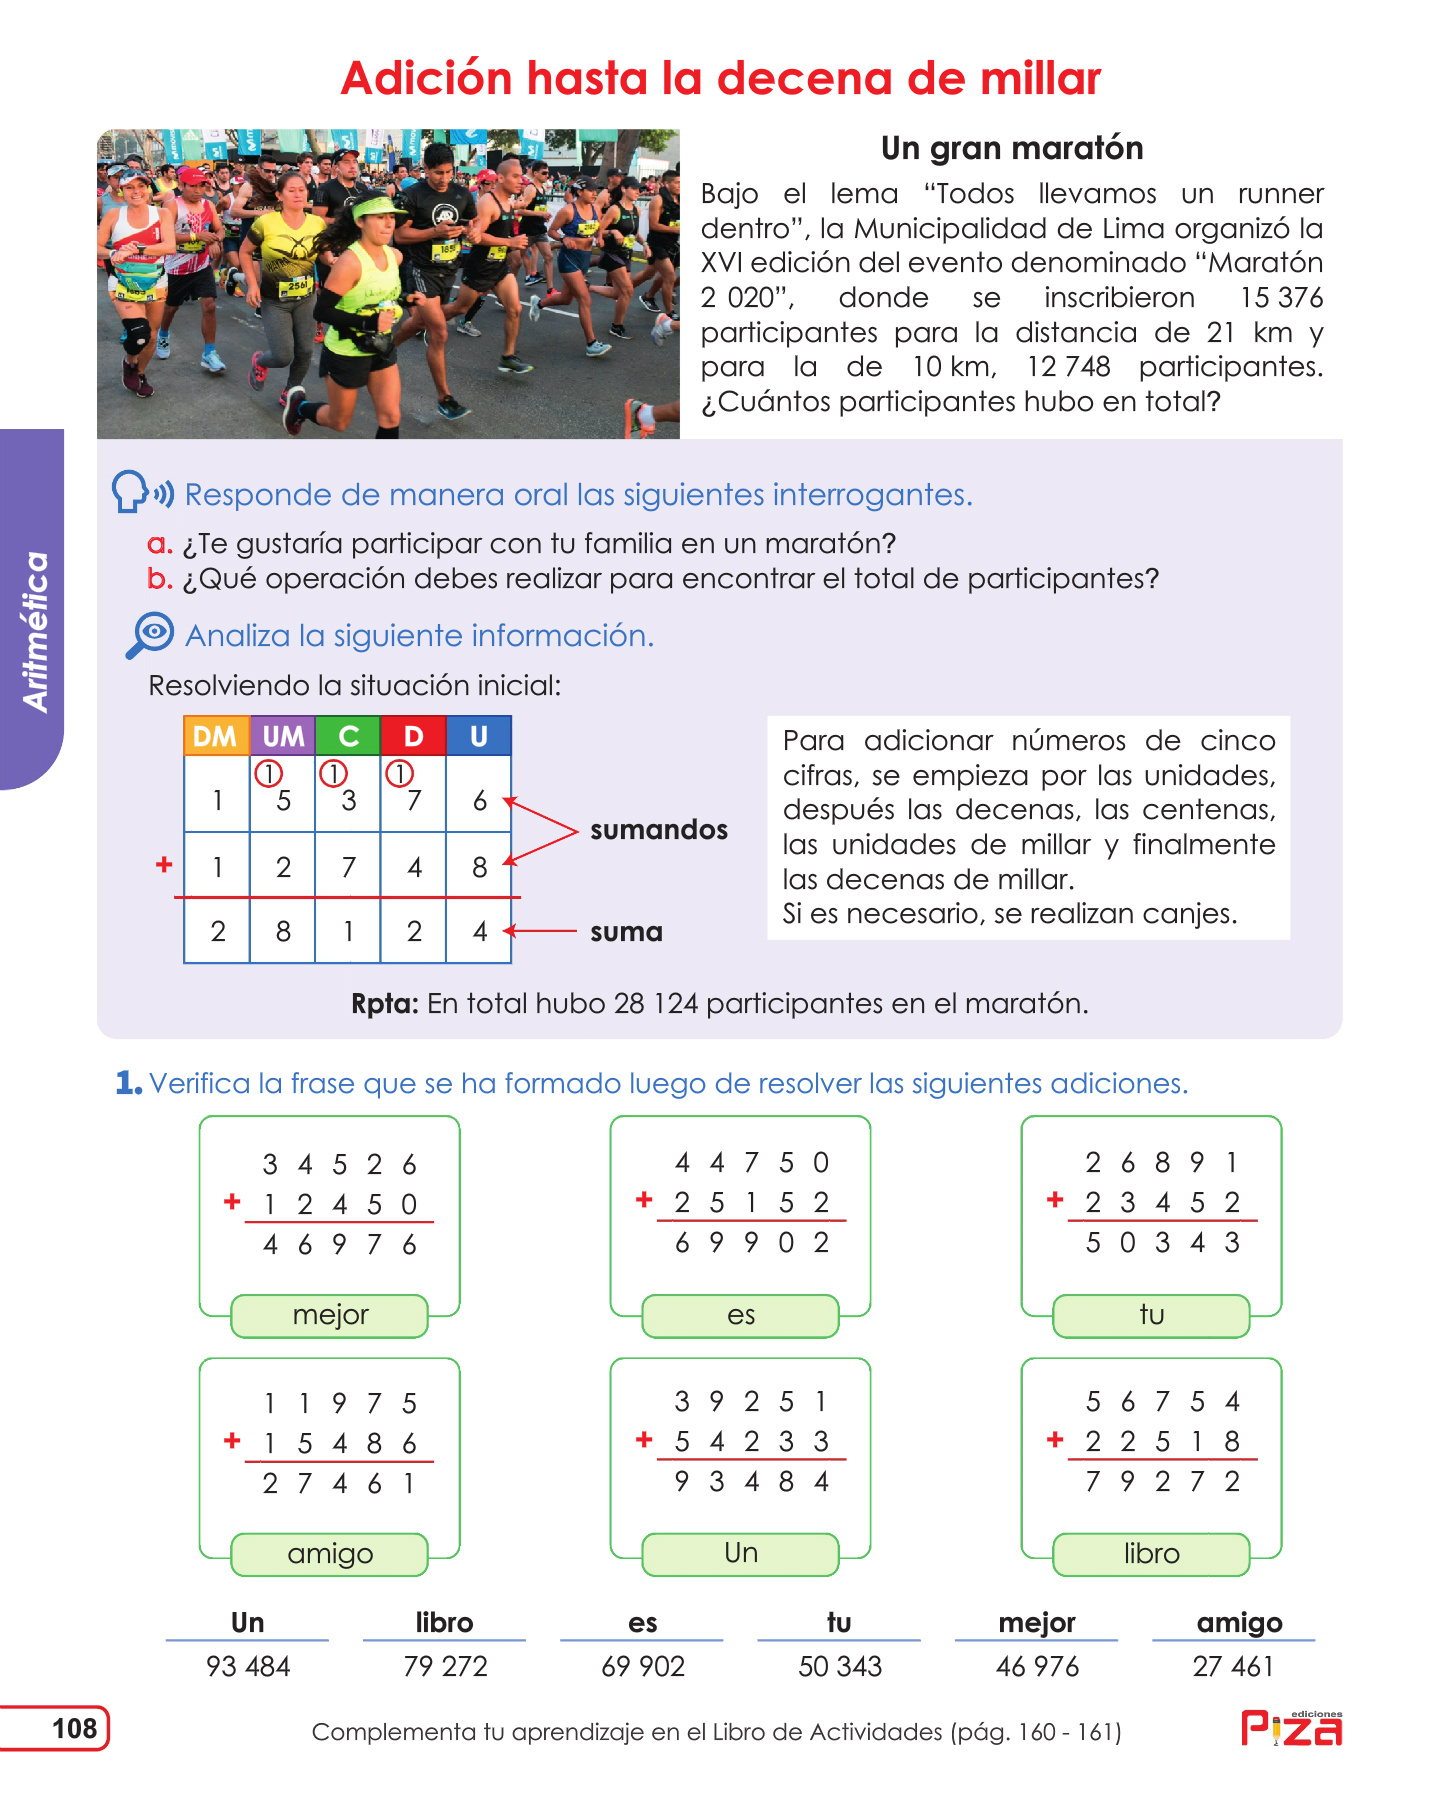 Adición hasta la decena de millar
Un gran maratón
Bajo el lema “Todos llevamos un runner
dentro”, la Municipalidad de Lima organizó la
XVI edición del evento denominado “Maratón
2 020”, donde se inscribieron 15 376
participantes para la distancia de 21 km y
para la de 10 km, 12 748 participantes.
¿Cuántos participantes hubo en total?
2561
Responde de manera oral las siguientes interrogantes.
a. ¿Te gustaría participar con tu familia en un maratón?
b. ¿Qué operación debes realizar para encontrar el total de participantes?
Aritmética
Analiza la siguiente información.
Resolviendo la situación inicial:
DM UM C D U
1 1 1
1 5 3 7 6
sumandos
+ 1 2 7 4 8
2 8 1 2 4
suma
Para adicionar números de cinco
cifras, se empieza por las unidades,
después las decenas, las centenas,
las unidades de millar y finalmente
las decenas de millar.
Si es necesario, se realizan canjes.
Rpta: En total hubo 28 124 participantes en el maratón.
1. Verifica la frase que se ha formado luego de resolver las siguientes adiciones.
3 4 5 2 6
+ 1 2 4 5 0
4 6 9 7 6
mejor
4 4 7 5 0
+ 2 5 1 5 2
6 9 9 0 2
es
2 6 8 9 1
+ 2 3 4 5 2
5 0 3 4 3
tu
1 1 9 7 5
+ 1 5 4 8 6
2 7 4 6 1
amigo
3 9 2 5 1
+ 5 4 2 3 3
9 3 4 8 4
Un
5 6 7 5 4
+ 2 2 5 1 8
7 9 2 7 2
libro
Un libro es tu mejor amigo
93 484 79 272 69 902 50 343 46 976 27 461
108
Complementa tu aprendizaje en el Libro de Actividades (pág. 160 - 161)
ediciones
Piza